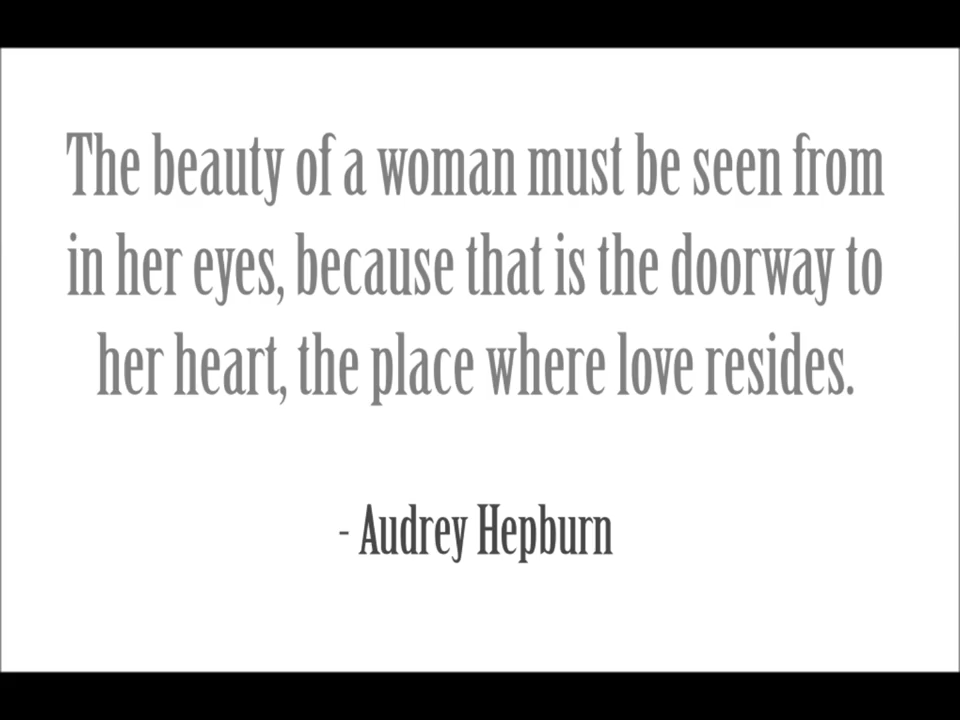 The beauty of a woman must be seen from
in her eyes, because that is the doorway to
her heart, the place where love resides.
- Audrey Hepburn